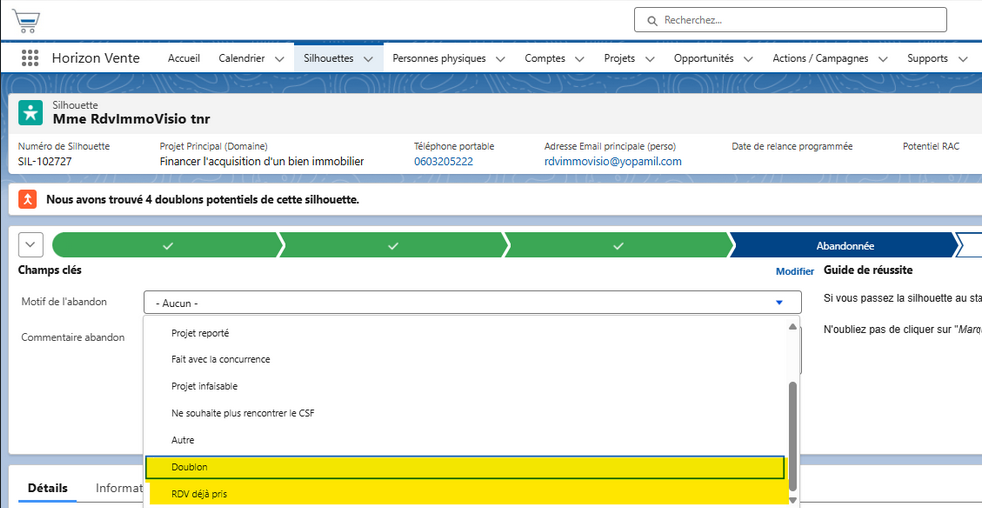 Recherchez...
Horizon Vente
Accueil
Calendrier
Silhouettes
Personnes physiques
Comptes
Projets
Opportunités
Actions / Campagnes
Supports
Silhouette
Mme RdvImmoVisio tnr
Numéro de Silhouette
Projet Principal (Domaine)
Téléphone portable
Adresse Email principale (perso)
Date de relance programmée
Potentiel RAC
SIL-102727
Financer l'acquisition d'un bien immobilier
0603205222
rdvimmovisio@yopamil.com
Nous avons trouvé 4 doublons potentiels de cette silhouette.
Abandonnée
Champs clés
Modifier
Guide de réussite
Motif de l'abandon
- Aucun -
Si vous passez la silhouette au sta
Commentaire abandon
N'oubliez pas de cliquer sur "Marq
Projet reporté
Fait avec la concurrence
Projet infaisable
Ne souhaite plus rencontrer le CSF
Autre
Doublon
RDV déjà pris
Détails
Informat